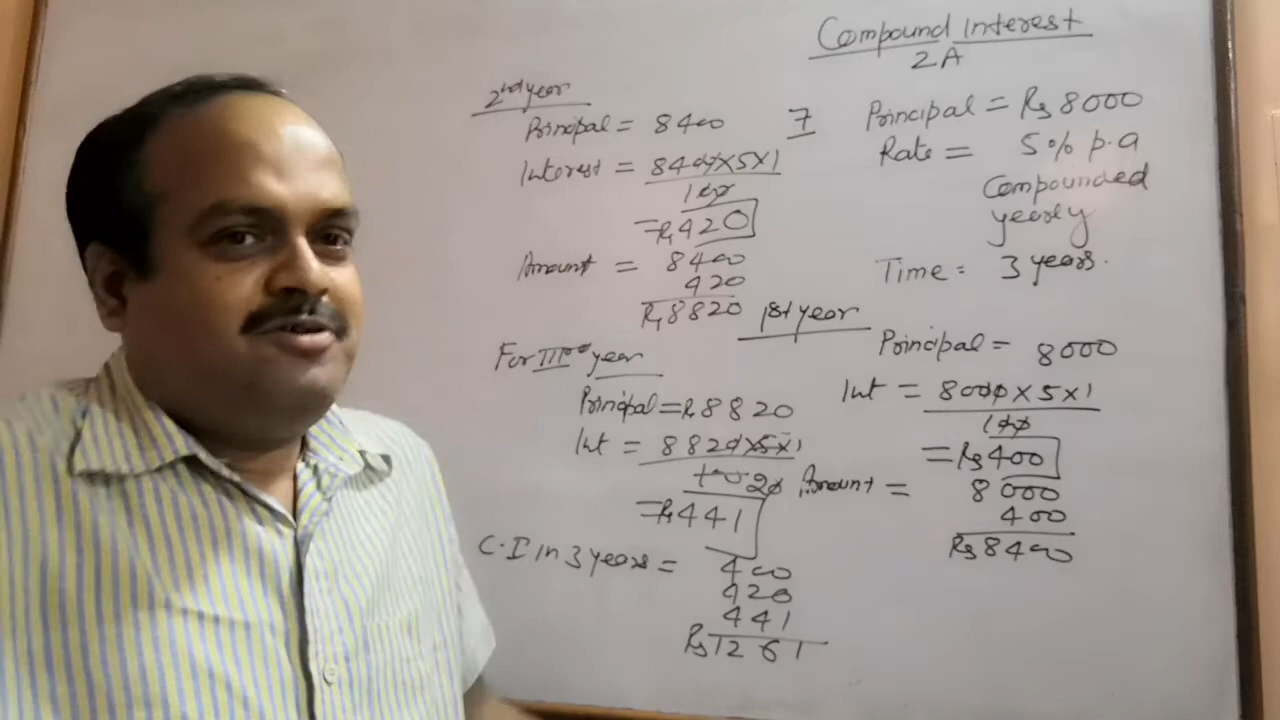 Compound Interest
2A
7 Principal = Rs 8000
Rate = 5% p.a
Compounded
yearly
Time = 3 years.
1st year
Principal = 8000
Int = 8000 x 5 x 1
100
= Rs 400
Amount = 8000
400
Rs 8400
2nd year
Principal = 8400
Interest = 8400 x 5 x 1
100
= Rs 420
Amount = 8400
420
Rs 8820
For IIIrd year
Principal = Rs 8820
Int = 8820 x 5 x 1
100 20
= Rs 441
C.I in 3 years = 400
420
441
Rs 1261